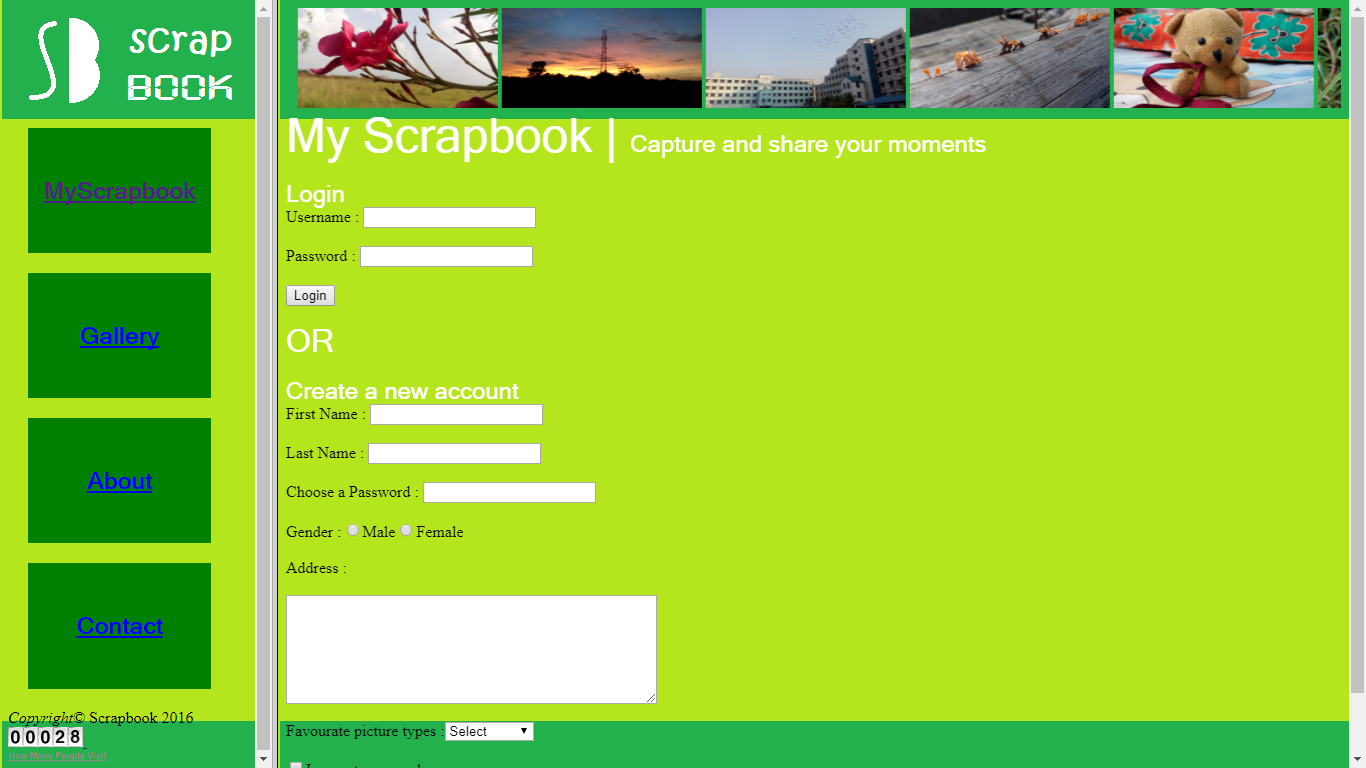 SB scrap
BOOK
MyScrapbook
Gallery
About
Contact
Copyright© Scrapbook 2016
00028
How Many People Visit
My Scrapbook | Capture and share your moments
Login
Username :
Password :
Login
OR
Create a new account
First Name :
Last Name :
Choose a Password :
Gender : Male Female
Address :
Favourate picture types : Select